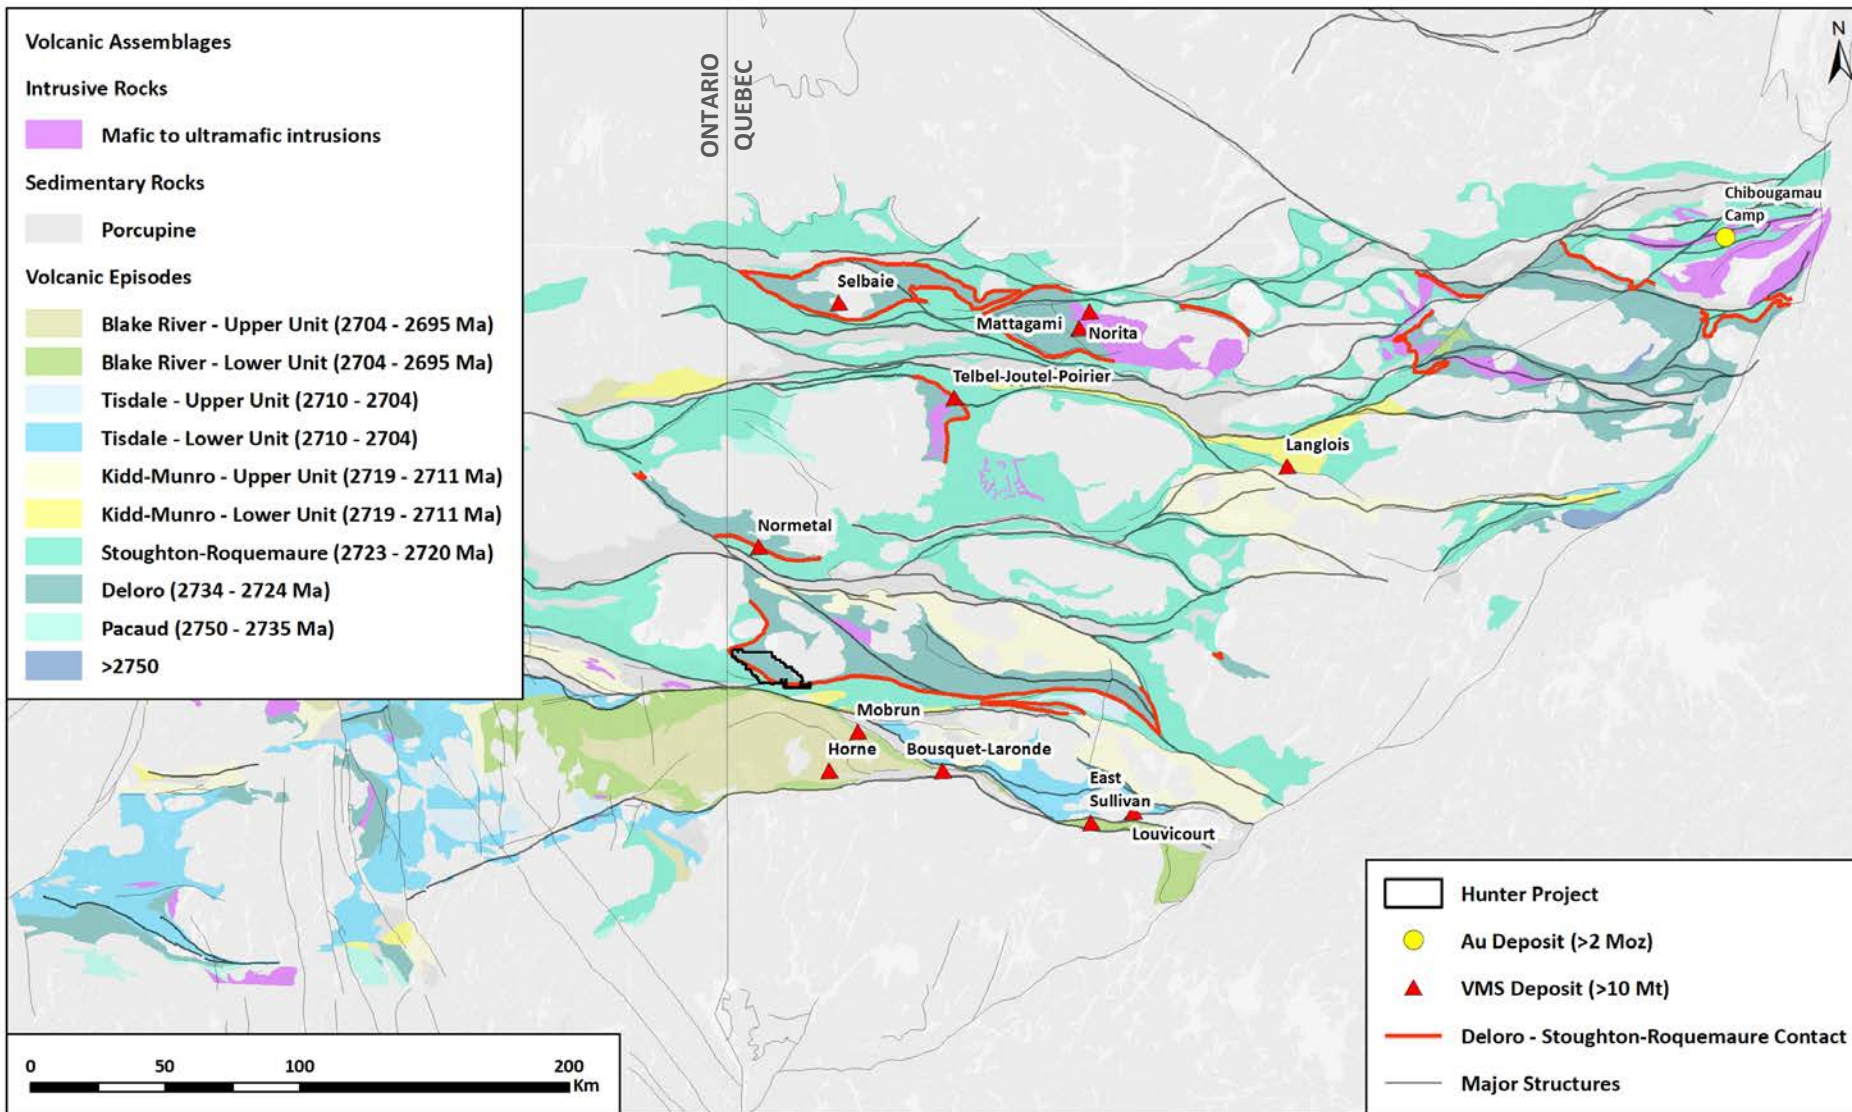 Volcanic Assemblages
Intrusive Rocks
Mafic to ultramafic intrusions
Sedimentary Rocks
Porcupine
Volcanic Episodes
Blake River - Upper Unit (2704 - 2695 Ma)
Blake River - Lower Unit (2704 - 2695 Ma)
Tisdale - Upper Unit (2710 - 2704)
Tisdale - Lower Unit (2710 - 2704)
Kidd-Munro - Upper Unit (2719 - 2711 Ma)
Kidd-Munro - Lower Unit (2719 - 2711 Ma)
Stoughton-Roquemaure (2723 - 2720 Ma)
Deloro (2734 - 2724 Ma)
Pacaud (2750 - 2735 Ma)
>2750
ONTARIO
QUEBEC
N
Chibougamau
Camp
Selbaie
Mattagami
Norita
Telbel-Joutel-Poirier
Langlois
Normetal
Mobrun
Horne
Bousquet-Laronde
East
Sullivan
Louvicourt
0 50 100 200
Km
Hunter Project
Au Deposit (>2 Moz)
VMS Deposit (>10 Mt)
Deloro - Stoughton-Roquemaure Contact
Major Structures